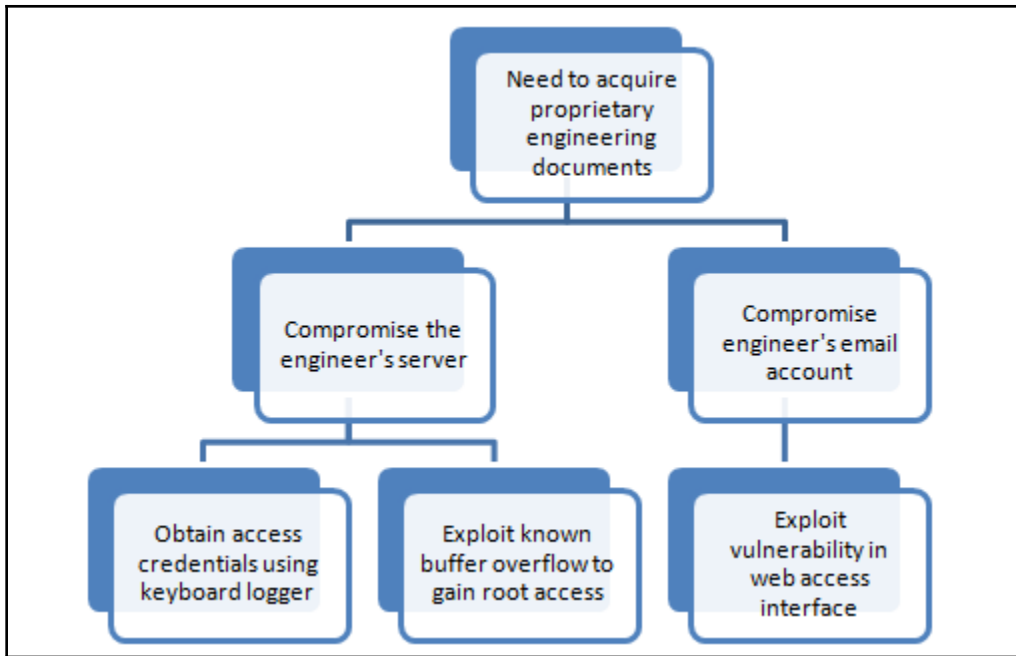 Need to acquire
proprietary
engineering
documents
Compromise the
engineer's server
Compromise
engineer's email
account
Obtain access
credentials using
keyboard logger
Exploit known
buffer overflow to
gain root access
Exploit
vulnerability in
web access
interface